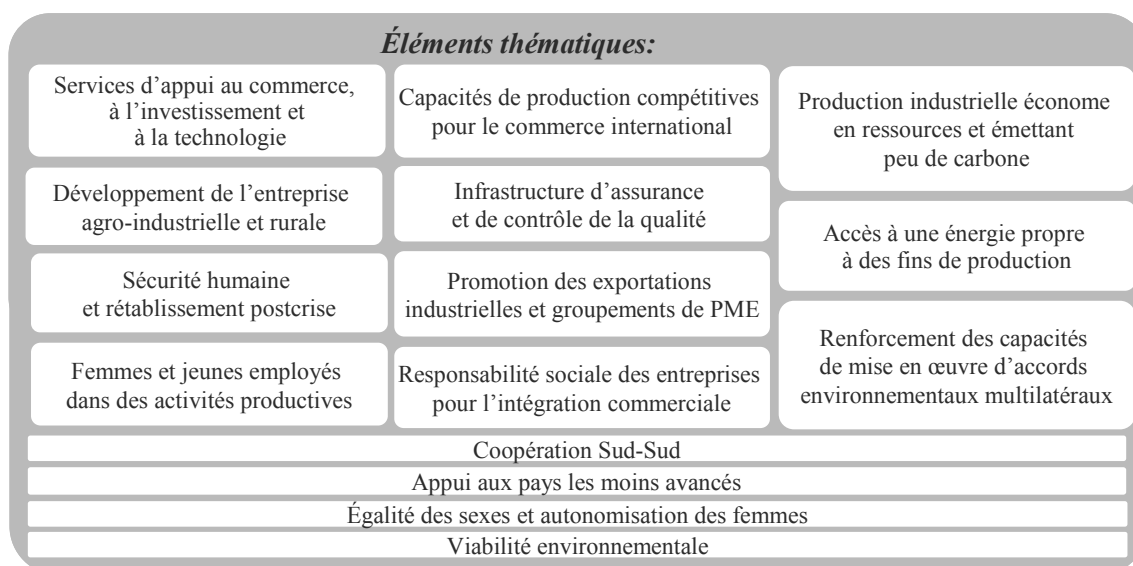 Éléments thématiques:
Services d'appui au commerce,
à l'investissement et
à la technologie
Développement de l'entreprise
agro-industrielle et rurale
Sécurité humaine
et rétablissement postcrise
Femmes et jeunes employés
dans des activités productives
Capacités de production compétitives
pour le commerce international
Infrastructure d'assurance
et de contrôle de la qualité
Promotion des exportations
industrielles et groupements de PME
Responsabilité sociale des entreprises
pour l'intégration commerciale
Production industrielle économe
en ressources et émettant
peu de carbone
Accès à une énergie propre
à des fins de production
Renforcement des capacités
de mise en œuvre d'accords
environnementaux multilatéraux
Coopération Sud-Sud
Appui aux pays les moins avancés
Égalité des sexes et autonomisation des femmes
Viabilité environnementale